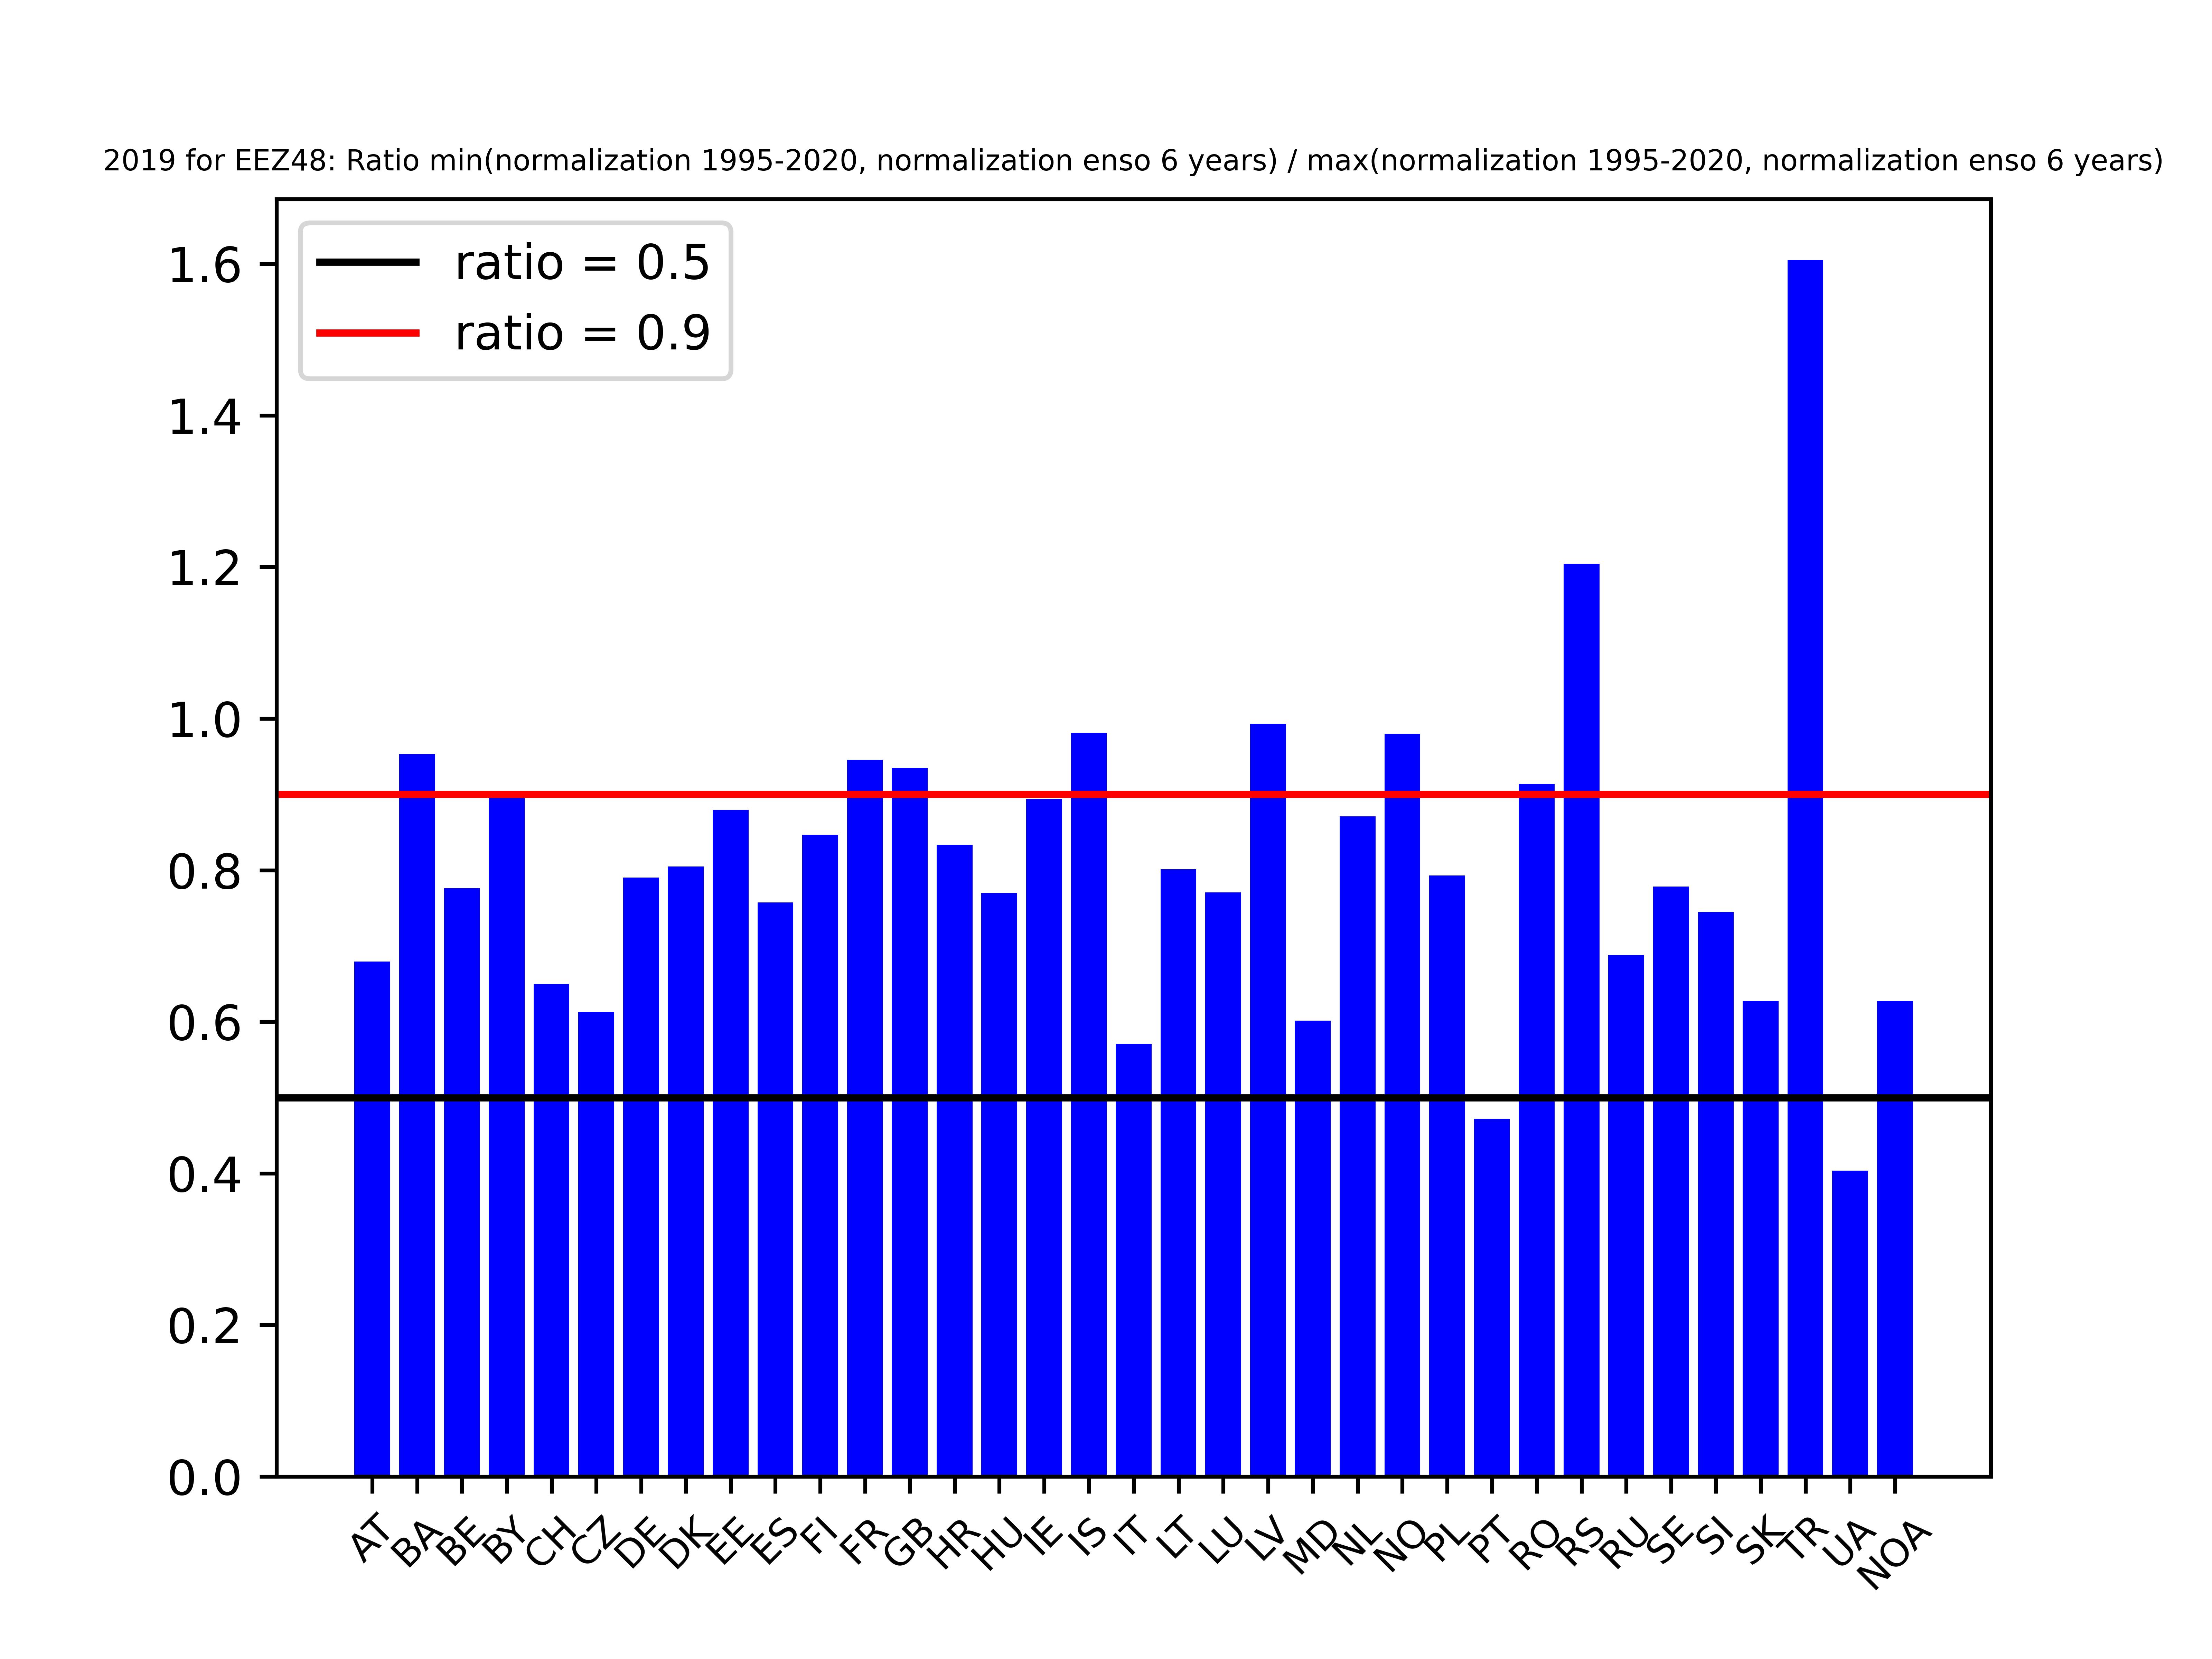 2019 for EEZ48: Ratio min(normalization 1995-2020, normalization enso 6 years) / max(normalization 1995-2020, normalization enso 6 years)
ratio = 0.5
ratio = 0.9
1.6
1.4
1.2
1.0
0.8
0.6
0.4
0.2
0.0
AT BA BE BY CH CZ DE DK EE ES FI FR GB HR HU IE IS IT LT LU LV MD NL NO PL PT RO RS RU SE SI SK TR UA NOA